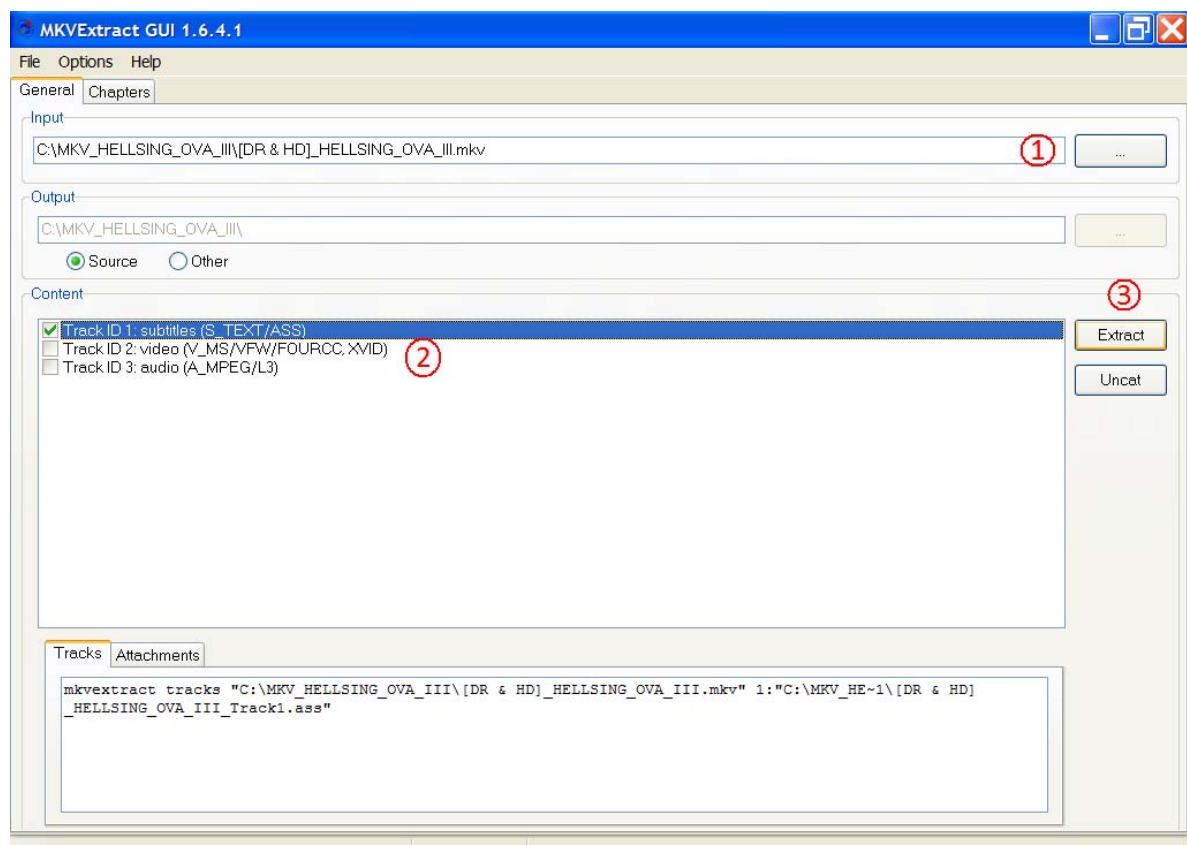 MKVExtract GUI 1.6.4.1
File Options Help
General Chapters
Input
C:\MKV_HELLSING_OVA_III\[DR & HD]_HELLSING_OVA_III.mkv ① ...
Output
C:\MKV_HELLSING_OVA_III\ ...
Source Other
Content ③
Track ID 1: subtitles (S_TEXT/ASS) Extract
Track ID 2: video (V_MS/VFW/FOURCC, XVID) ②
Track ID 3: audio (A_MPEG/L3)
Uncat
Tracks Attachments
mkvextract tracks "C:\MKV_HELLSING_OVA_III\[DR & HD]_HELLSING_OVA_III.mkv" 1:"C:\MKV_HE~1\[DR & HD]
_HELLSING_OVA_III_Track1.ass"